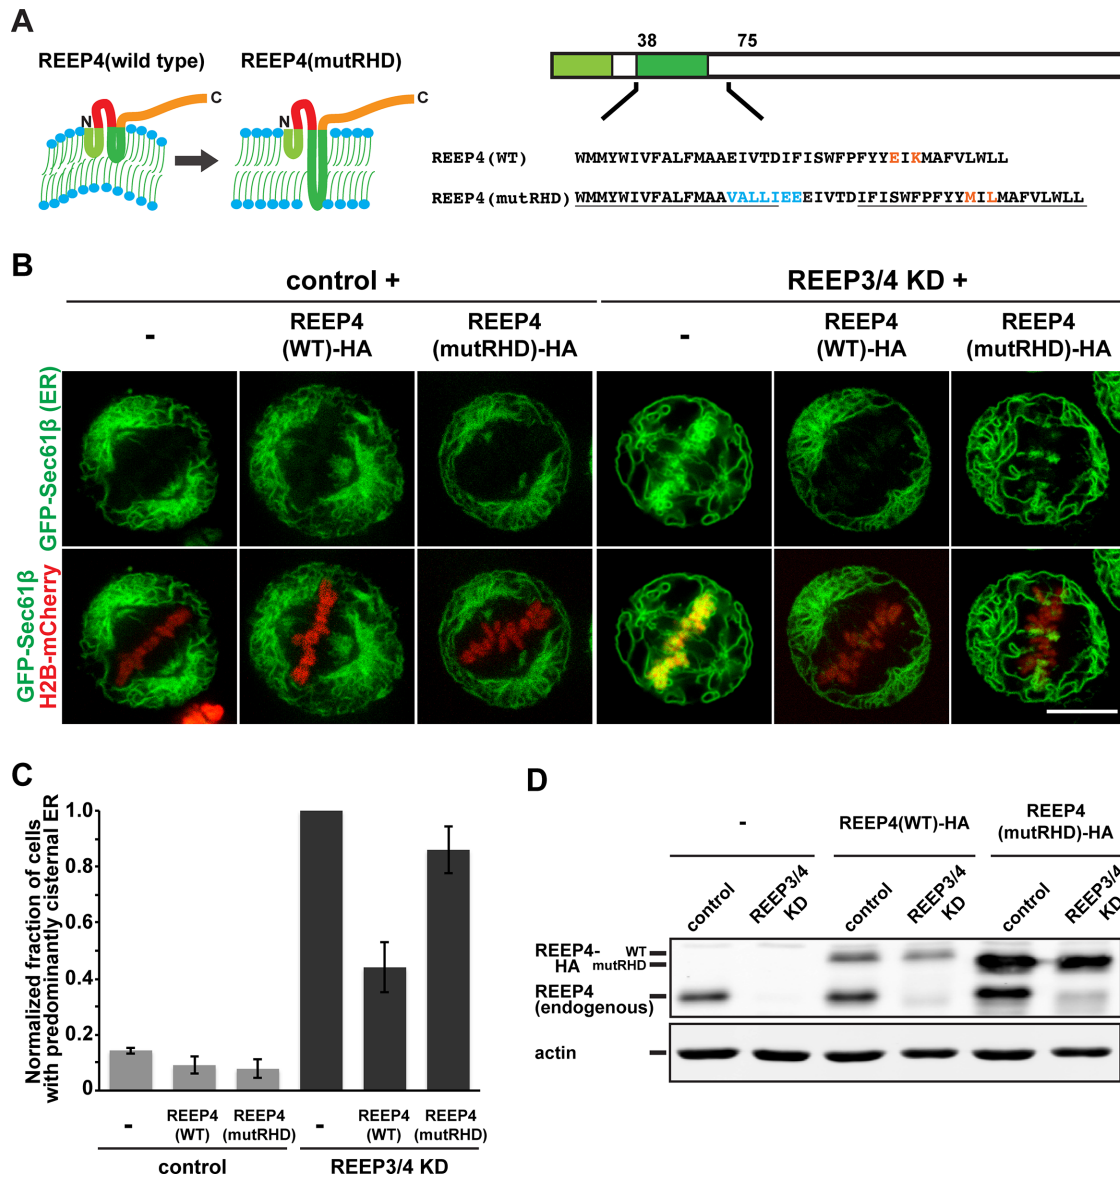 A
REEP4(wild type)
REEP4(mutRHD)
N
C
N
C
38
75
REEP4(WT)
WMMYWIVFALFMAAEIVTDIFISWFPFYYEIKMAFVLWLL
REEP4(mutRHD)
WMMYWIVFALFMAAVALLIEEEIVTDIFISWFPFYYMILMAFVLWLL
B
control +
REEP3/4 KD +
-
REEP4
(WT)-HA
REEP4
(mutRHD)-HA
-
REEP4
(WT)-HA
REEP4
(mutRHD)-HA
GFP-Sec61β (ER)
GFP-Sec61β
H2B-mCherry
C
Normalized fraction of cells
with predominantly cisternal ER
1.0
0.8
0.6
0.4
0.2
0
-
REEP4
(WT)
REEP4
(mutRHD)
-
REEP4
(WT)
REEP4
(mutRHD)
control
REEP3/4 KD
D
-
REEP4(WT)-HA
REEP4
(mutRHD)-HA
control
REEP3/4
KD
control
REEP3/4
KD
control
REEP3/4
KD
REEP4-
HA
WT
mutRHD
REEP4
(endogenous)
actin